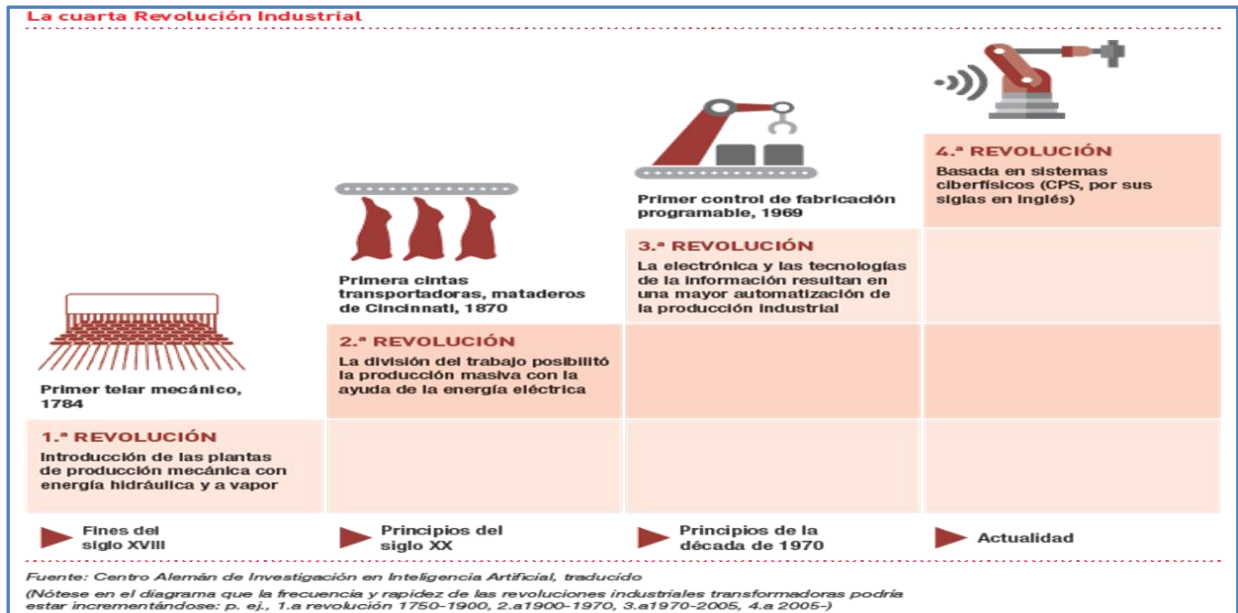 La cuarta Revolución Industrial
Primer telar mecánico,
1784
1.ª REVOLUCIÓN
Introducción de las plantas
de producción mecánica con
energía hidráulica y a vapor
Fines del
siglo XVIII
Primera cintas
transportadoras, mataderos
de Cincinnati, 1870
2.ª REVOLUCIÓN
La división del trabajo posibilitó
la producción masiva con la
ayuda de la energía eléctrica
Principios del
siglo XX
Primer control de fabricación
programable, 1969
3.ª REVOLUCIÓN
La electrónica y las tecnologías
de la información resultan en
una mayor automatización de
la producción industrial
Principios de la
década de 1970
4.ª REVOLUCIÓN
Basada en sistemas
ciberfísicos (CPS, por sus
siglas en inglés)
Actualidad
Fuente: Centro Alemán de Investigación en Inteligencia Artificial, traducido
(Nótese en el diagrama que la frecuencia y rapidez de las revoluciones industriales transformadoras podría
estar incrementándose: p. ej., 1.a revolución 1750-1900, 2.a1900-1970, 3.a1970-2005, 4.a 2005-)